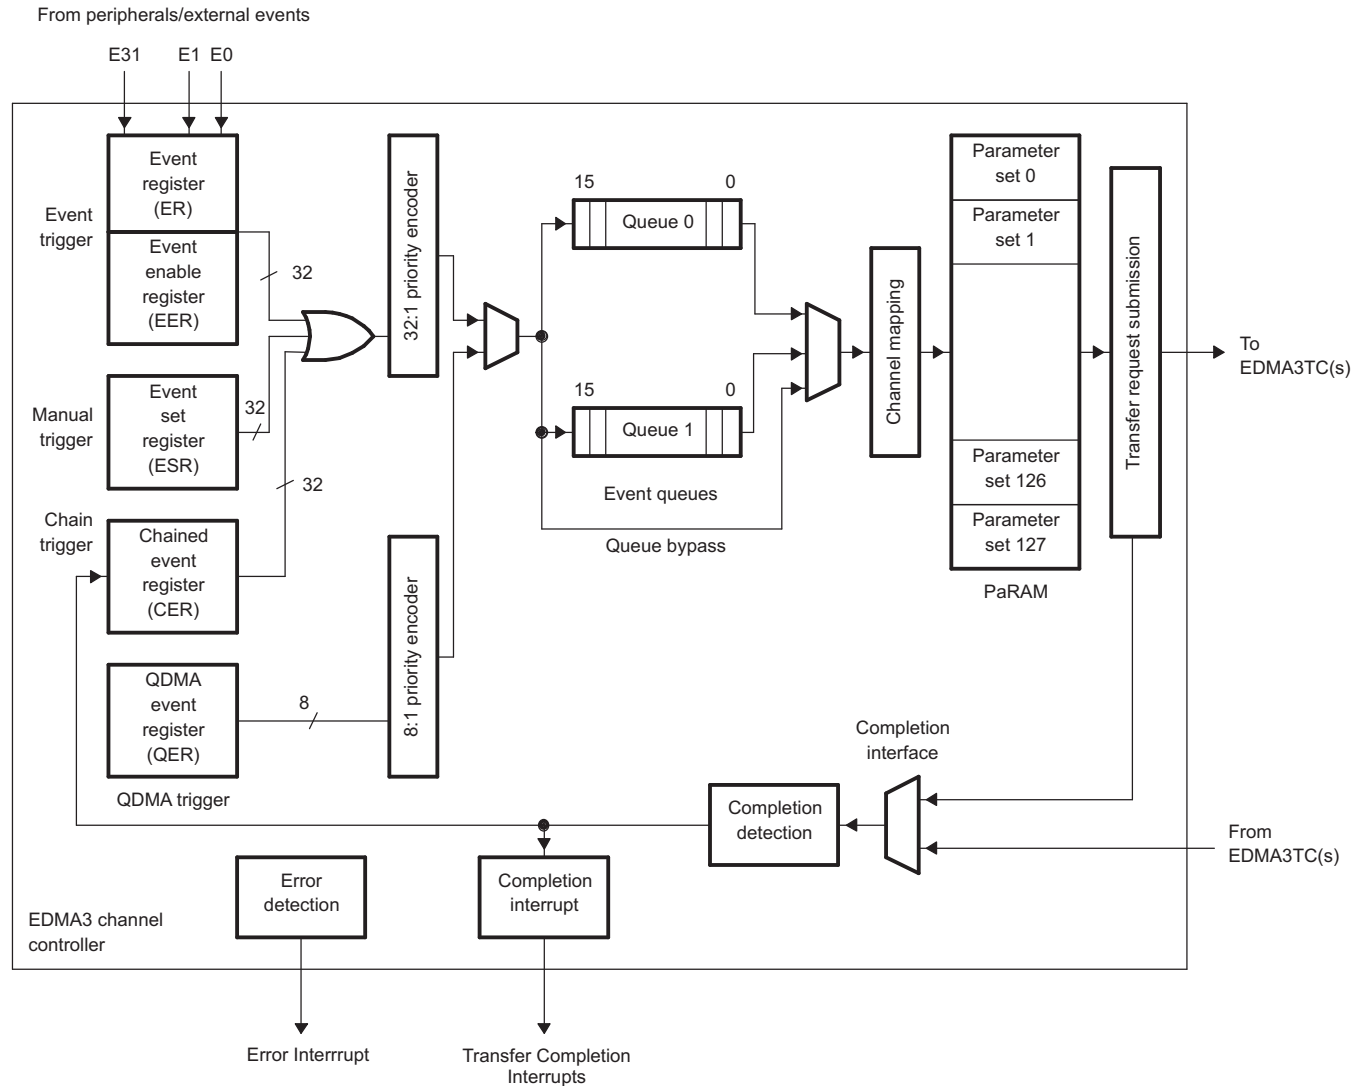 From peripherals/external events
E31
E1
E0
Event
register
(ER)
Event
trigger
Event
enable
register
(EER)
32
Manual
trigger
Event
set
register
(ESR)
32
32
Chain
trigger
Chained
event
register
(CER)
QDMA
event
register
(QER)
8
QDMA trigger
32:1 priority encoder
8:1 priority encoder
15
0
Queue 0
15
0
Queue 1
Event queues
Queue bypass
Channel mapping
Parameter
set 0
Parameter
set 1
Parameter
set 126
Parameter
set 127
PaRAM
Transfer request submission
To
EDMA3TC(s)
Completion
interface
Completion
detection
From
EDMA3TC(s)
Error
detection
Completion
interrupt
EDMA3 channel
controller
Error Interrrupt
Transfer Completion
Interrupts